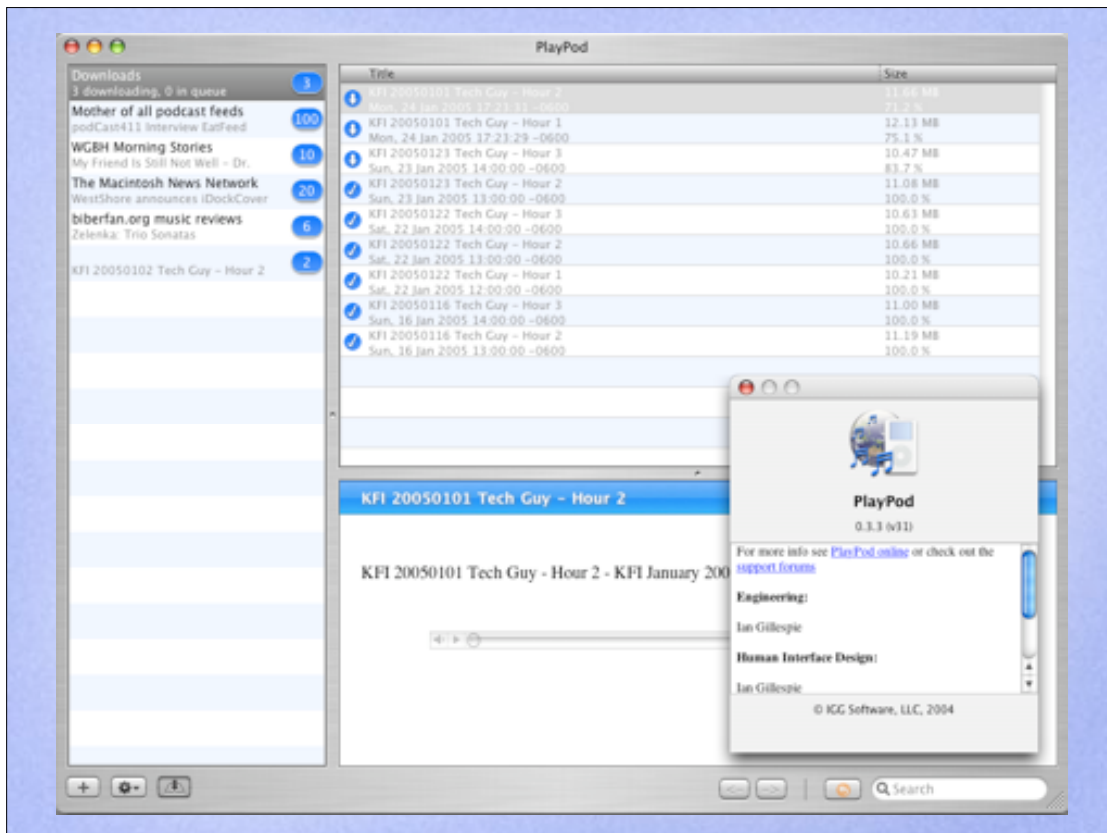 PlayPod
Downloads
3 downloading, 0 in queue
3
Mother of all podcast feeds
podCast411 Interview EatFeed
100
WGBH Morning Stories
My Friend Is Still Not Well – Dr.
10
The Macintosh News Network
WestShore announces iDockCover
20
biberfan.org music reviews
Zelenka: Trio Sonatas
6
KFI 20050102 Tech Guy – Hour 2
2
Title Size
KFI 20050101 Tech Guy – Hour 2 11.66 MB
Mon, 24 Jan 2005 17:23:31 -0600 71.2 %
KFI 20050101 Tech Guy – Hour 1 12.13 MB
Mon, 24 Jan 2005 17:23:29 -0600 75.1 %
KFI 20050123 Tech Guy – Hour 3 10.47 MB
Sun, 23 Jan 2005 14:00:00 -0600 83.7 %
KFI 20050123 Tech Guy – Hour 2 11.08 MB
Sun, 23 Jan 2005 13:00:00 -0600 100.0 %
KFI 20050122 Tech Guy – Hour 3 10.63 MB
Sat, 22 Jan 2005 14:00:00 -0600 100.0 %
KFI 20050122 Tech Guy – Hour 2 10.66 MB
Sat, 22 Jan 2005 13:00:00 -0600 100.0 %
KFI 20050122 Tech Guy – Hour 1 10.21 MB
Sat, 22 Jan 2005 12:00:00 -0600 100.0 %
KFI 20050116 Tech Guy – Hour 3 11.00 MB
Sun, 16 Jan 2005 14:00:00 -0600 100.0 %
KFI 20050116 Tech Guy – Hour 2 11.19 MB
Sun, 16 Jan 2005 13:00:00 -0600 100.0 %
KFI 20050101 Tech Guy – Hour 2
KFI 20050101 Tech Guy - Hour 2 - KFI January 200
PlayPod
0.3.3 (v31)
For more info see PlayPod online or check out the
support forums
Engineering:
Ian Gillespie
Human Interface Design:
Ian Gillespie
© IGG Software, LLC, 2004
Search